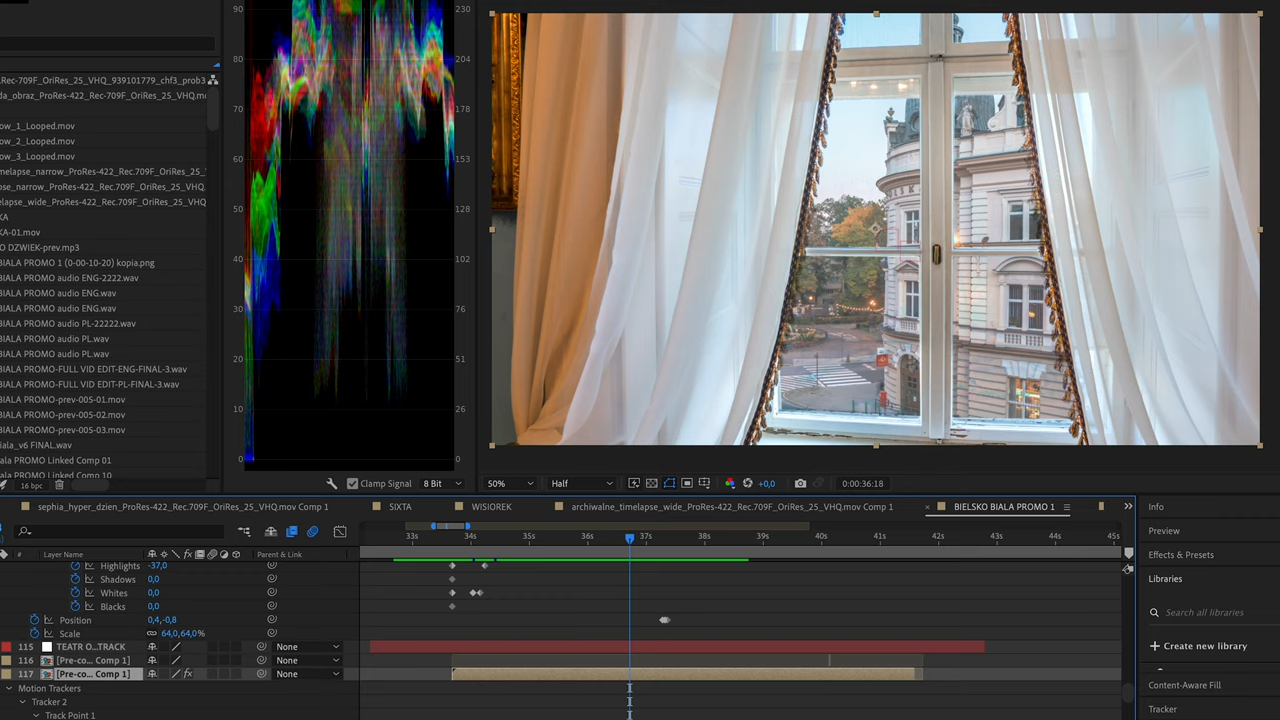 Rec-709F_OriRes_25_VHQ_939101779_chf3_prob3
da_obraz_ProRes-422_Rec-709F_OriRes_25_VHQ.mo
ow_1_Looped.mov
ow_2_Looped.mov
ow_3_Looped.mov
melapse_narrow_ProRes-422_Rec.709F_OriRes_25_
pse_narrow_ProRes-422_Rec.709F_OriRes_25_VHQ.
elapse_wide_ProRes-422_Rec.709F_OriRes_25_VHQ
KA
KA-01.mov
O DZWIEK-prev.mp3
BIALA PROMO 1 (0-00-10-20) kopia.png
BIALA PROMO audio ENG-2222.wav
BIALA PROMO audio ENG.wav
BIALA PROMO audio ENG.wav
BIALA PROMO audio PL-22222.wav
BIALA PROMO audio PL.wav
BIALA PROMO audio PL.wav
BIALA PROMO-FULL VID EDIT-ENG-FINAL-3.wav
BIALA PROMO-FULL VID EDIT-PL-FINAL-3.wav
BIALA PROMO-prev-005-01.mov
BIALA PROMO-prev-005-02.mov
BIALA PROMO-prev-005-03.mov
iala_v6 FINAL.wav
ala PROMO Linked Comp 01
ala PROMO Linked Comp 10
16 bpc
90 230
80 204
70 178
60 153
50 128
40 102
30 76
20 51
10 26
0 0
Clamp Signal 8 Bit
50% Half +0,0 0:00:36:18
sephia_hyper_dzien_ProRes-422_Rec-709F_OriRes_25_VHQ.mov Comp 1 SIXTA WISIOREK archiwalne_timelapse_wide_ProRes-422_Rec.709F_OriRes_25_VHQ.mov Comp 1 BIELSKO BIALA PROMO 1
33s 34s 35s 36s 37s 38s 39s 40s 41s 42s 43s 44s 45s
# Layer Name Parent & Link
Highlights -37,0
Shadows 0,0
Whites 0,0
Blacks 0,0
Position 0,4,-0,8
Scale 64,0,64,0%
115 TEATR O...TRACK None
116 [Pre-co... Comp 1] None
117 [Pre-co... Comp 1] None
Motion Trackers
Tracker 2
Track Point 1
Info
Preview
Effects & Presets
Libraries
Search all libraries
Create new library
Content-Aware Fill
Tracker